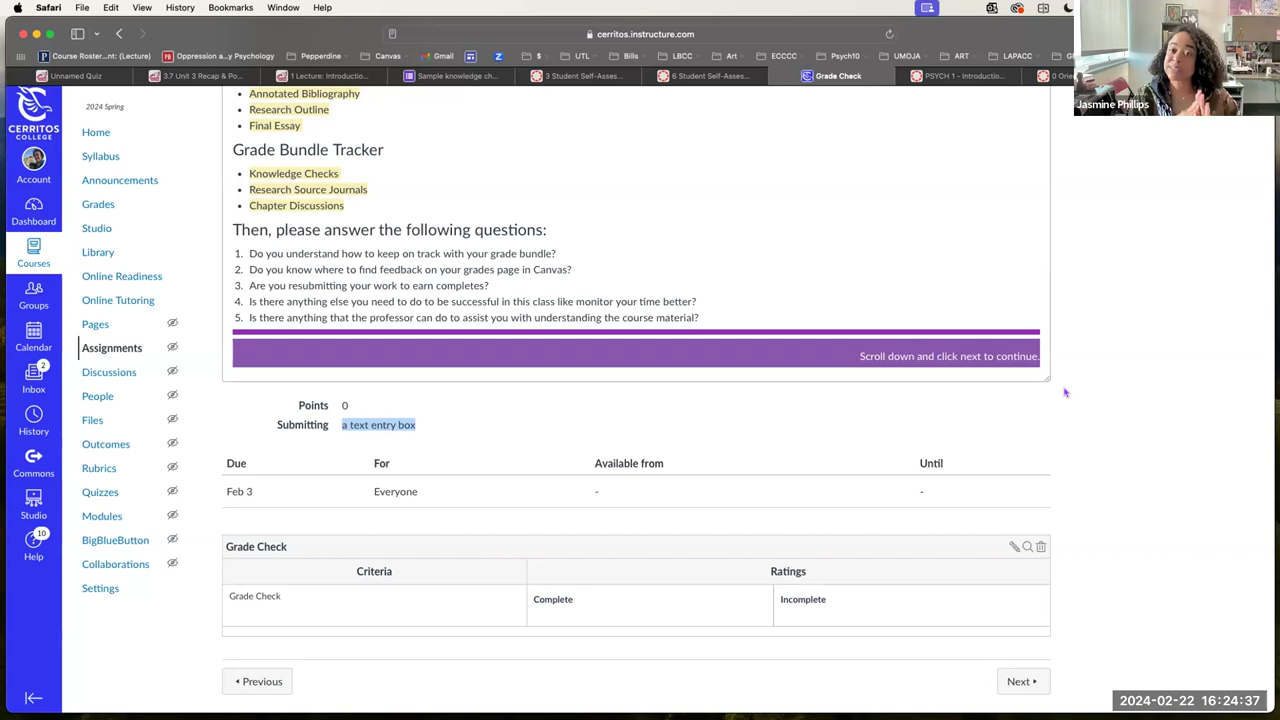 Safari File Edit View History Bookmarks Window Help
cerritos.instructure.com
Course Roster...nt: (Lecture) Oppression a...y Psychology Pepperdine Canvas Gmail $ UTL Bills LBCC Art ECCCC Psych10 UMOJA ART LAPACC
Unnamed Quiz 3.7 Unit 3 Recap & Po... 1 Lecture: Introductio... Sample knowledge ch... 3 Student Self-Asses... 6 Student Self-Asses... Grade Check PSYCH 1 - Introductio...
Jasmine Phillips
CERRITOS
COLLEGE
Account
Dashboard
Courses
Groups
Calendar
2
Inbox
History
Commons
Studio
10
Help
2024 Spring
Home
Syllabus
Announcements
Grades
Studio
Library
Online Readiness
Online Tutoring
Pages
Assignments
Discussions
People
Files
Outcomes
Rubrics
Quizzes
Modules
BigBlueButton
Collaborations
Settings
Annotated Bibliography
Research Outline
Final Essay
Grade Bundle Tracker
Knowledge Checks
Research Source Journals
Chapter Discussions
Then, please answer the following questions:
1. Do you understand how to keep on track with your grade bundle?
2. Do you know where to find feedback on your grades page in Canvas?
3. Are you resubmitting your work to earn completes?
4. Is there anything else you need to do to be successful in this class like monitor your time better?
5. Is there anything that the professor can do to assist you with understanding the course material?
Scroll down and click next to continue.
Points 0
Submitting a text entry box
Due For Available from Until
Feb 3 Everyone - -
Grade Check
Criteria Ratings
Grade Check Complete Incomplete
Previous Next
2024-02-22 16:24:37